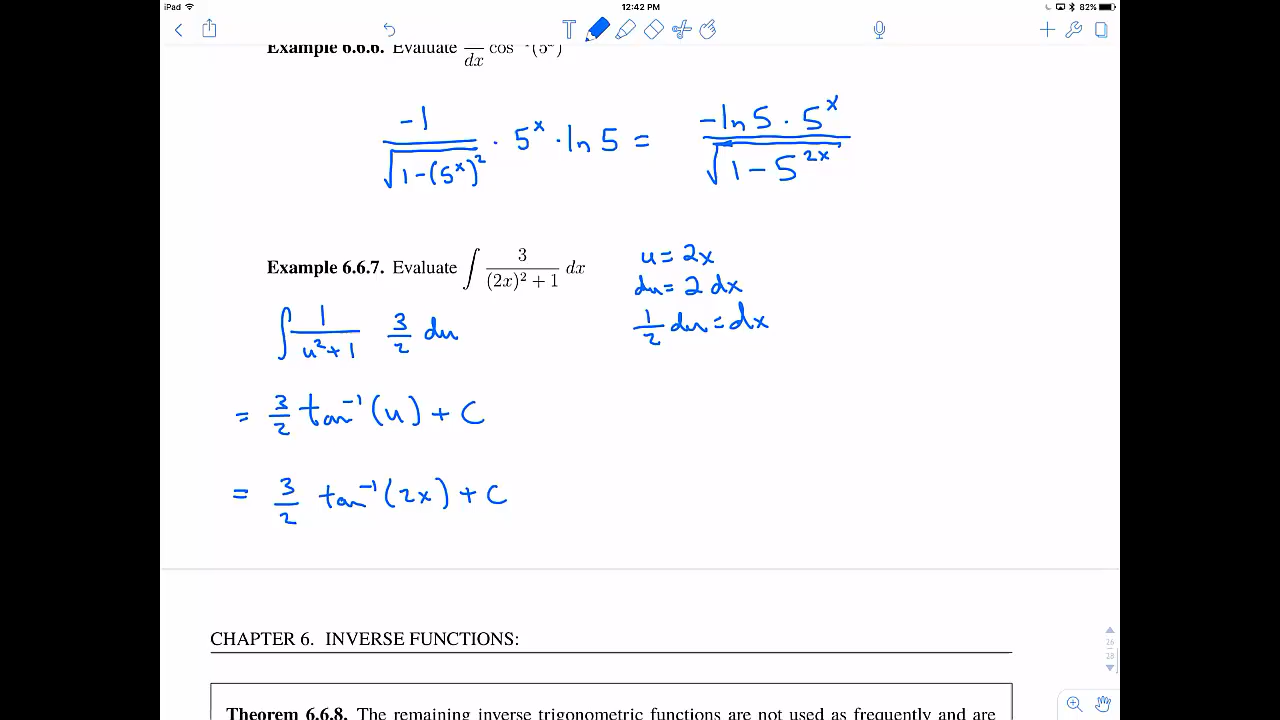 iPad 12:42 PM 82%
T
Example 6.6.6. Evaluate /dx cos⁻¹(5ˣ)
-1/√(1-(5ˣ)²) · 5ˣ · ln 5 = -ln 5 · 5ˣ/√(1 - 5²ˣ)
Example 6.6.7. Evaluate ∫ 3/((2x)² + 1) dx
u = 2x
du = 2 dx
1/2 du = dx
∫ 1/(u² + 1) 3/2 du
= 3/2 tan⁻¹(u) + C
= 3/2 tan⁻¹(2x) + C
CHAPTER 6. INVERSE FUNCTIONS:
26
28
Theorem 6.6.8. The remaining inverse trigonometric functions are not used as frequently and are